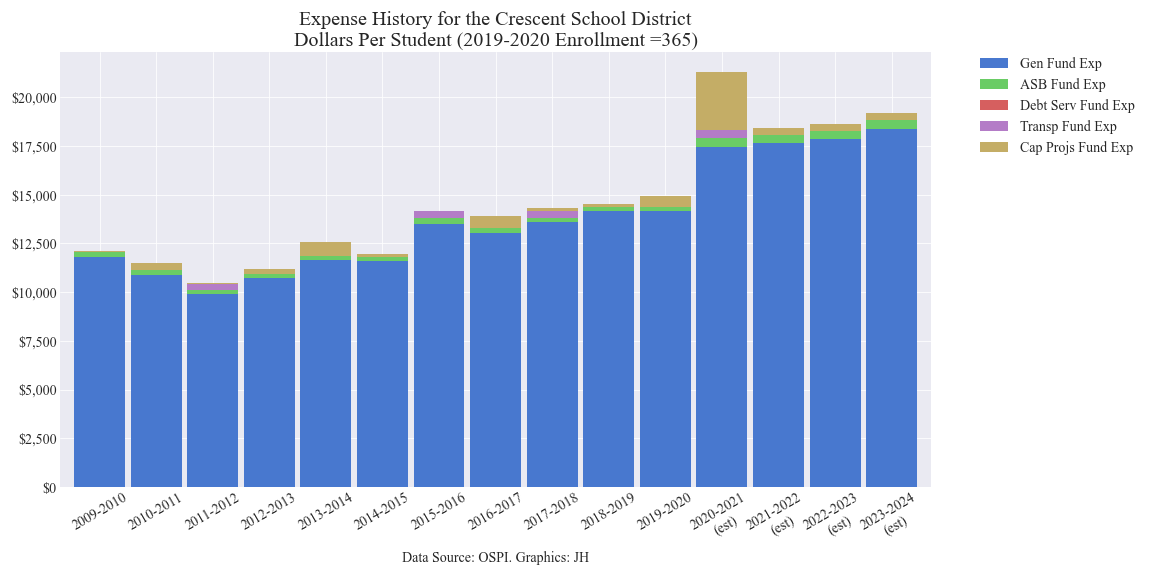 Expense History for the Crescent School District
Dollars Per Student (2019-2020 Enrollment =365)
Gen Fund Exp
ASB Fund Exp
Debt Serv Fund Exp
Transp Fund Exp
Cap Projs Fund Exp
$20,000
$17,500
$15,000
$12,500
$10,000
$7,500
$5,000
$2,500
$0
2009-2010
2010-2011
2011-2012
2012-2013
2013-2014
2014-2015
2015-2016
2016-2017
2017-2018
2018-2019
2019-2020
2020-2021
(est)
2021-2022
(est)
2022-2023
(est)
2023-2024
(est)
Data Source: OSPI. Graphics: JH